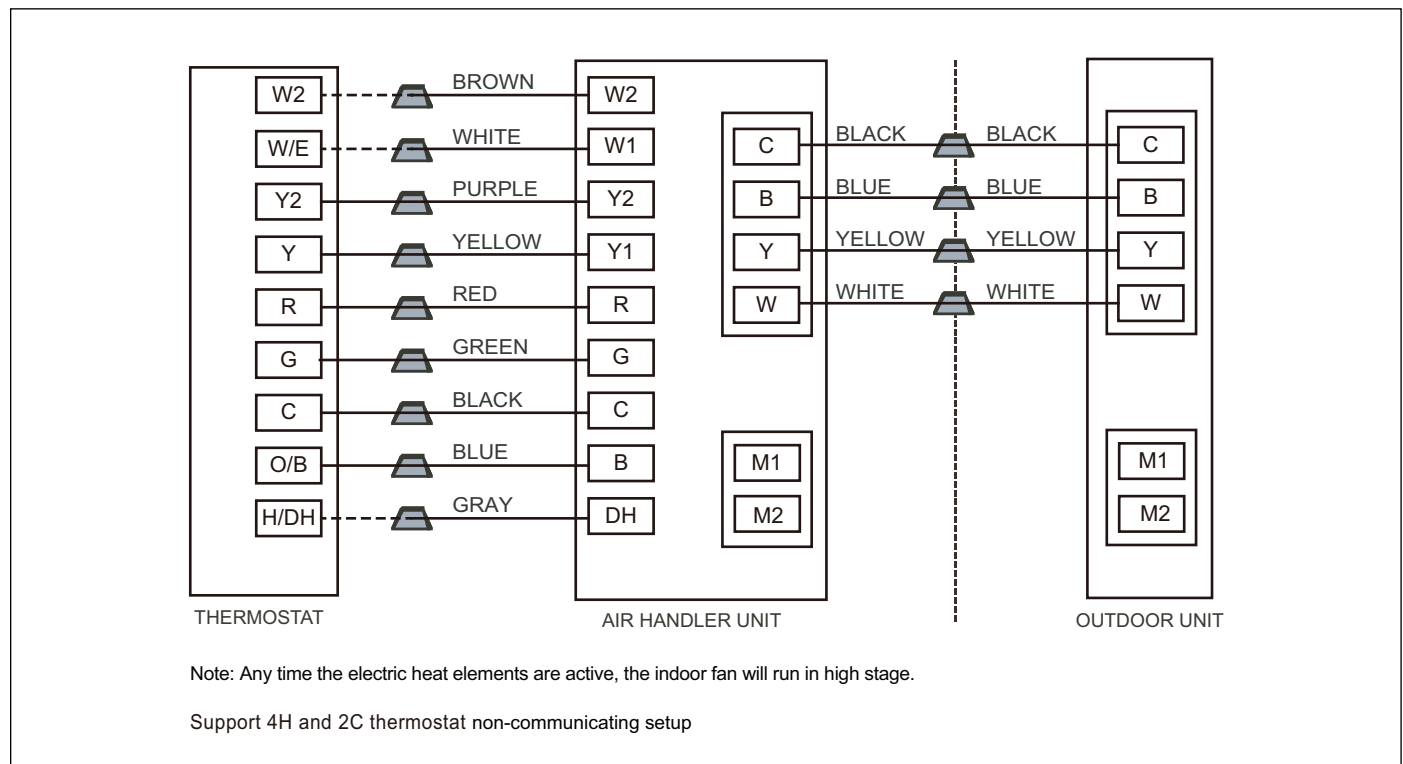 W2 BROWN W2
W/E WHITE W1 C BLACK BLACK C
Y2 PURPLE Y2 B BLUE BLUE B
Y YELLOW Y1 Y YELLOW YELLOW Y
R RED R W WHITE WHITE W
G GREEN G
C BLACK C
O/B BLUE B M1 M1
H/DH GRAY DH M2 M2
THERMOSTAT AIR HANDLER UNIT OUTDOOR UNIT
Note: Any time the electric heat elements are active, the indoor fan will run in high stage.
Support 4H and 2C thermostat non-communicating setup